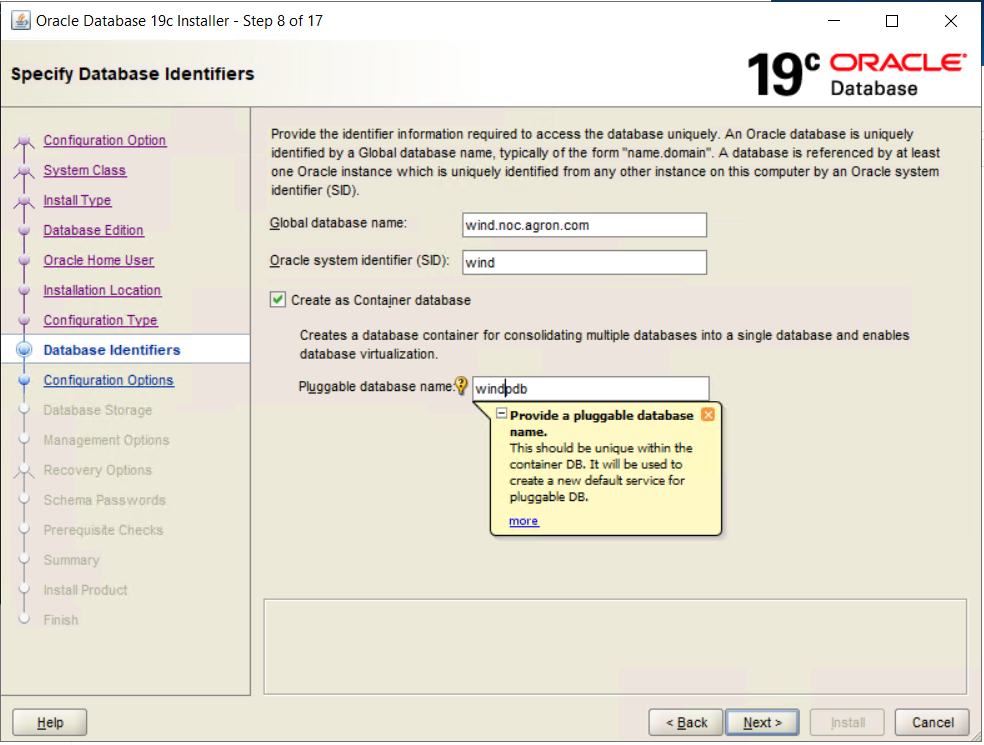 Oracle Database 19c Installer - Step 8 of 17
Specify Database Identifiers
19c ORACLE
Database
Configuration Option
System Class
Install Type
Database Edition
Oracle Home User
Installation Location
Configuration Type
Database Identifiers
Configuration Options
Database Storage
Management Options
Recovery Options
Schema Passwords
Prerequisite Checks
Summary
Install Product
Finish
Provide the identifier information required to access the database uniquely. An Oracle database is uniquely
identified by a Global database name, typically of the form "name.domain". A database is referenced by at least
one Oracle instance which is uniquely identified from any other instance on this computer by an Oracle system
identifier (SID).
Global database name: wind.noc.agron.com
Oracle system identifier (SID): wind
Create as Container database
Creates a database container for consolidating multiple databases into a single database and enables
database virtualization.
Pluggable database name: windpdb
Provide a pluggable database
name.
This should be unique within the
container DB. It will be used to
create a new default service for
pluggable DB.
more
Help
< Back
Next >
Install
Cancel